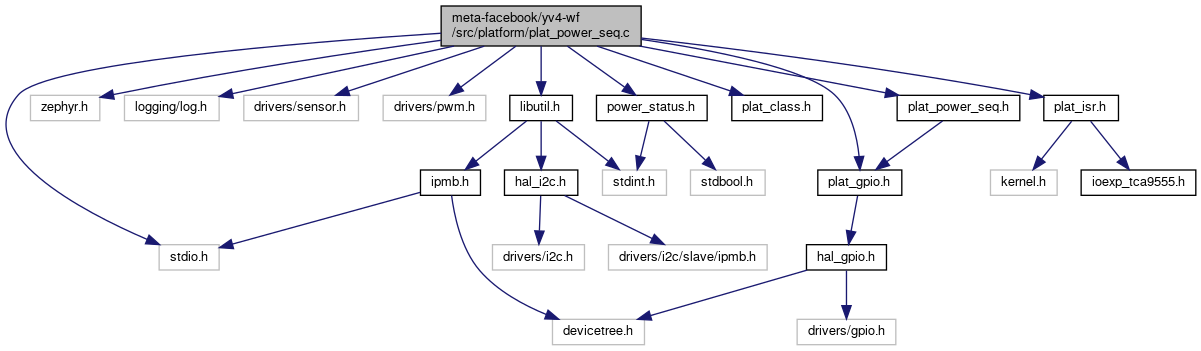 meta-facebook/yv4-wf
/src/platform/plat_power_seq.c
zephyr.h
logging/log.h
drivers/sensor.h
drivers/pwm.h
libutil.h
power_status.h
plat_class.h
plat_power_seq.h
plat_isr.h
ipmb.h
hal_i2c.h
stdint.h
stdbool.h
plat_gpio.h
kernel.h
ioexp_tca9555.h
stdio.h
drivers/i2c.h
drivers/i2c/slave/ipmb.h
hal_gpio.h
devicetree.h
drivers/gpio.h